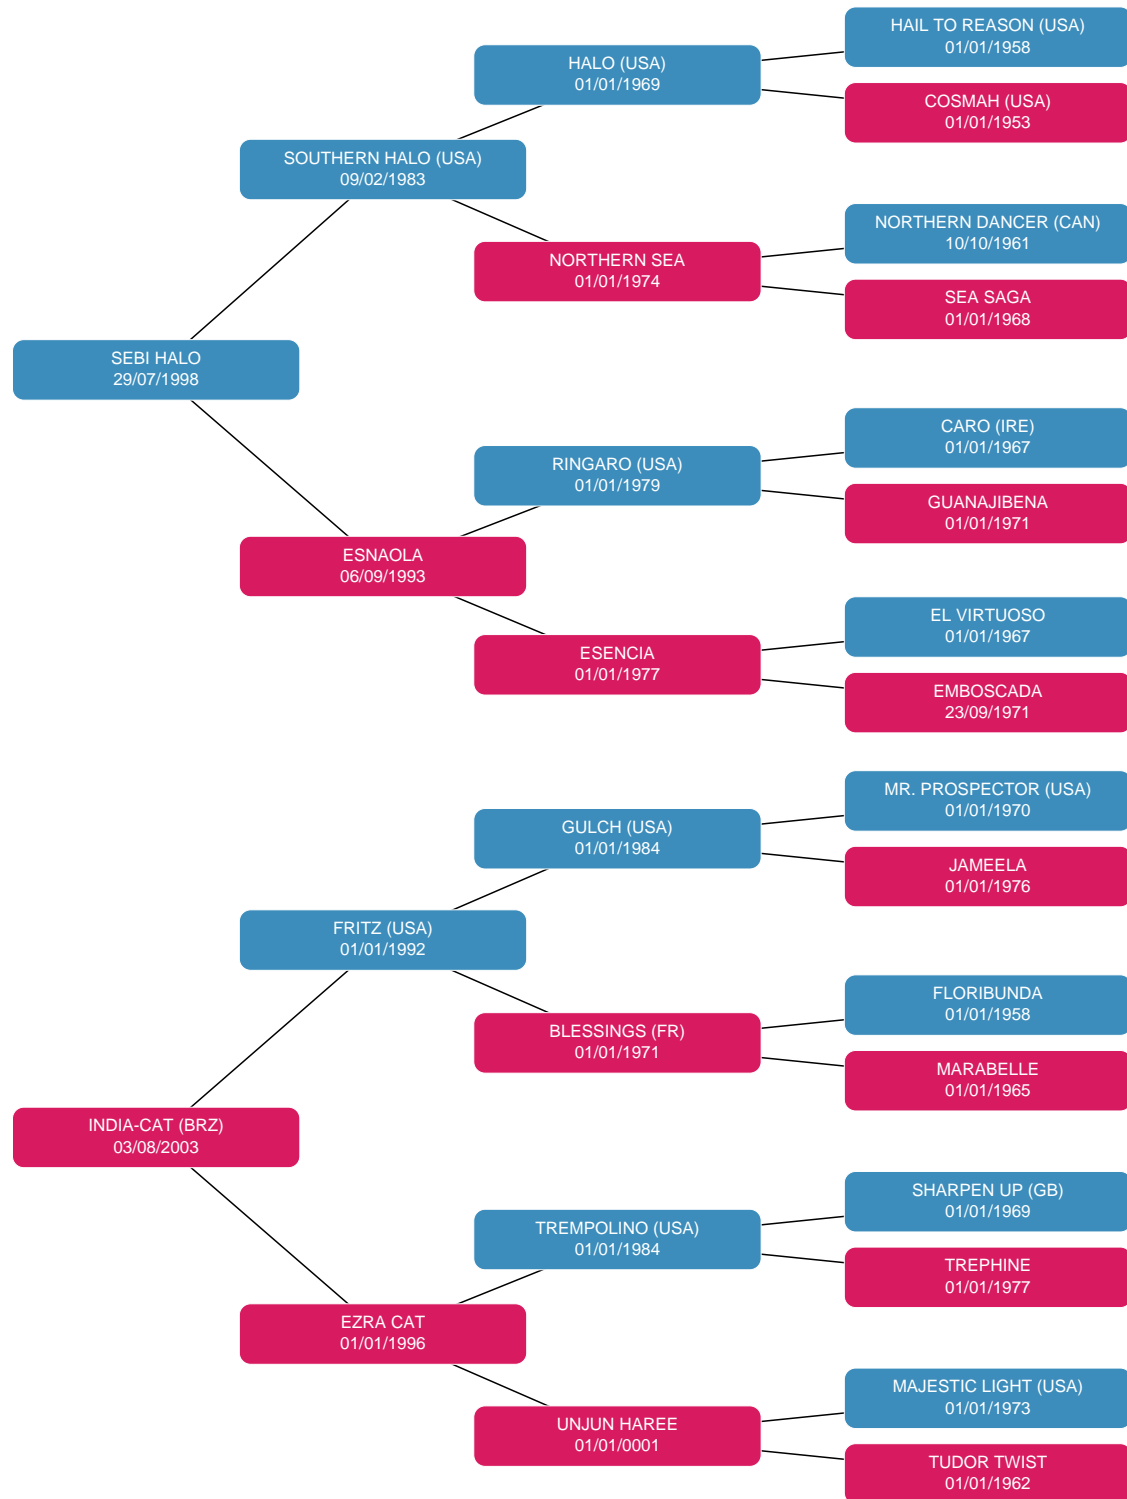 HAIL TO REASON (USA)
01/01/1958
HALO (USA)
01/01/1969
COSMAH (USA)
01/01/1953
SOUTHERN HALO (USA)
09/02/1983
NORTHERN DANCER (CAN)
10/10/1961
NORTHERN SEA
01/01/1974
SEA SAGA
01/01/1968
SEBI HALO
29/07/1998
CARO (IRE)
01/01/1967
RINGARO (USA)
01/01/1979
GUANAJIBENA
01/01/1971
ESNAOLA
06/09/1993
EL VIRTUOSO
01/01/1967
ESENCIA
01/01/1977
EMBOSCADA
23/09/1971
MR. PROSPECTOR (USA)
01/01/1970
GULCH (USA)
01/01/1984
JAMEELA
01/01/1976
FRITZ (USA)
01/01/1992
FLORIBUNDA
01/01/1958
BLESSINGS (FR)
01/01/1971
MARABELLE
01/01/1965
INDIA-CAT (BRZ)
03/08/2003
SHARPEN UP (GB)
01/01/1969
TREMPOLINO (USA)
01/01/1984
TREPHINE
01/01/1977
EZRA CAT
01/01/1996
MAJESTIC LIGHT (USA)
01/01/1973
UNJUN HAREE
01/01/0001
TUDOR TWIST
01/01/1962